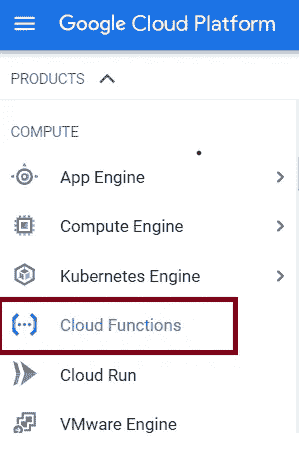 Google Cloud Platform
PRODUCTS
COMPUTE
App Engine
Compute Engine
Kubernetes Engine
Cloud Functions
Cloud Run
VMware Engine